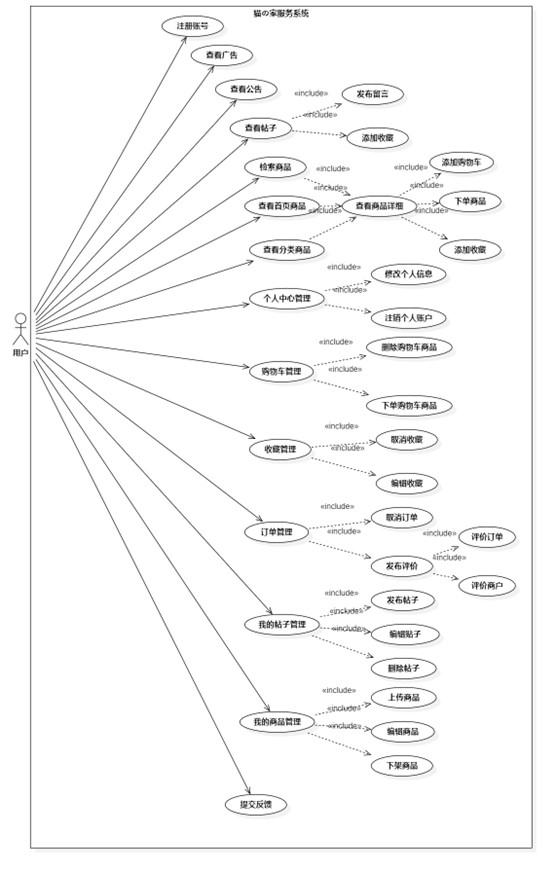 猫の家服务系统
注册账号
查看广告
查看公告
«include»
发布留言
查看帖子
«include»
添加收藏
检索商品
«include»
«include»
添加购物车
«include»
查看首页商品
«include»
查看商品详细
«include»
下单商品
查看分类商品
添加收藏
«include»
修改个人信息
个人中心管理
«include»
注销个人账户
用户
«include»
删除购物车商品
购物车管理
«include»
下单购物车商品
«include»
取消收藏
收藏管理
«include»
编辑收藏
«include»
取消订单
订单管理
«include»
«include»
评价订单
发布评价
«include»
评价商户
«include»
发布帖子
«include»
我的帖子管理
«include»
编辑贴子
删除帖子
«include»
上传商品
«include»
我的商品管理
«include»
编辑商品
下架商品
提交反馈